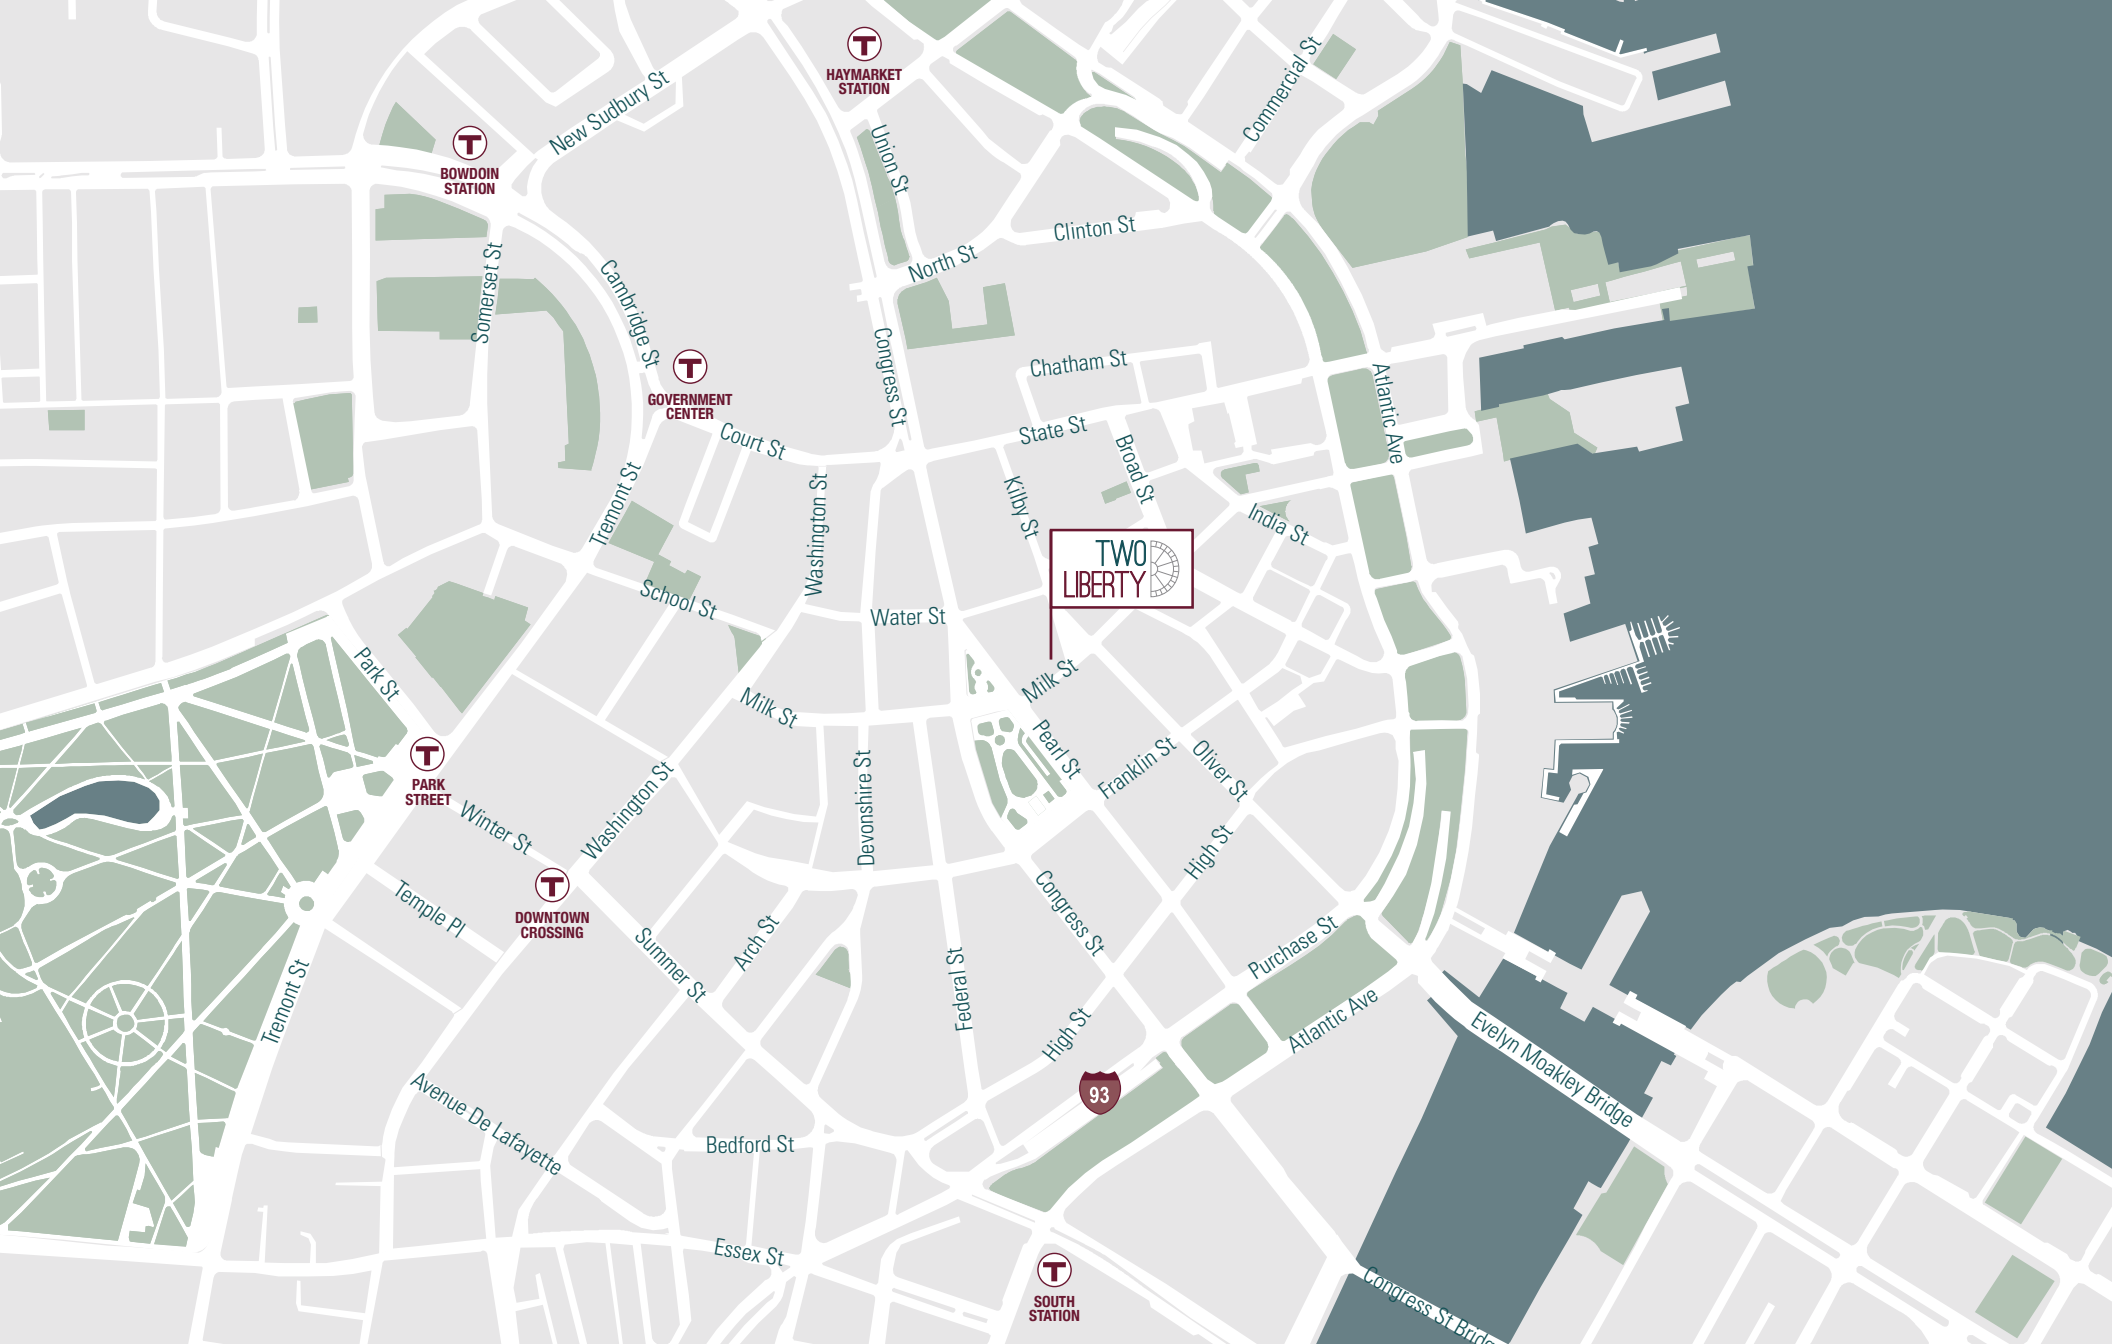 HAYMARKET
STATION
Commercial St
New Sudbury St
Union St
BOWDOIN
STATION
Clinton St
North St
Somerset St
Cambridge St
Congress St
Chatham St
GOVERNMENT
CENTER
Atlantic Ave
Court St
State St
Broad St
Tremont St
Washington St
Kilby St
India St
TWO
LIBERTY
School St
Water St
Park St
Milk St
Milk St
Pearl St
Franklin St
Oliver St
PARK
STREET
Winter St
Washington St
Devonshire St
High St
DOWNTOWN
CROSSING
Temple Pl
Summer St
Arch St
Congress St
Federal St
Purchase St
Tremont St
High St
Atlantic Ave
Evelyn Moakley Bridge
93
Avenue De Lafayette
Bedford St
Essex St
SOUTH
STATION
Congress St Bridg